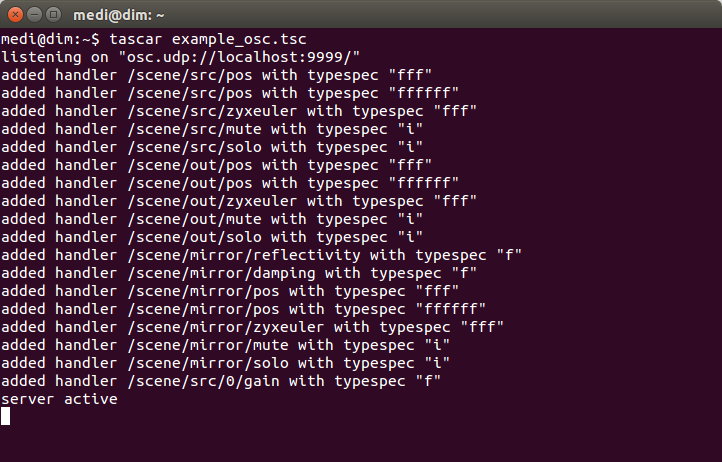 medi@dim: ~
medi@dim:~$ tascar example_osc.tsc
listening on "osc.udp://localhost:9999/"
added handler /scene/src/pos with typespec "fff"
added handler /scene/src/pos with typespec "ffffff"
added handler /scene/src/zyxeuler with typespec "fff"
added handler /scene/src/mute with typespec "i"
added handler /scene/src/solo with typespec "i"
added handler /scene/out/pos with typespec "fff"
added handler /scene/out/pos with typespec "ffffff"
added handler /scene/out/zyxeuler with typespec "fff"
added handler /scene/out/mute with typespec "i"
added handler /scene/out/solo with typespec "i"
added handler /scene/mirror/reflectivity with typespec "f"
added handler /scene/mirror/damping with typespec "f"
added handler /scene/mirror/pos with typespec "fff"
added handler /scene/mirror/pos with typespec "ffffff"
added handler /scene/mirror/zyxeuler with typespec "fff"
added handler /scene/mirror/mute with typespec "i"
added handler /scene/mirror/solo with typespec "i"
added handler /scene/src/0/gain with typespec "f"
server active